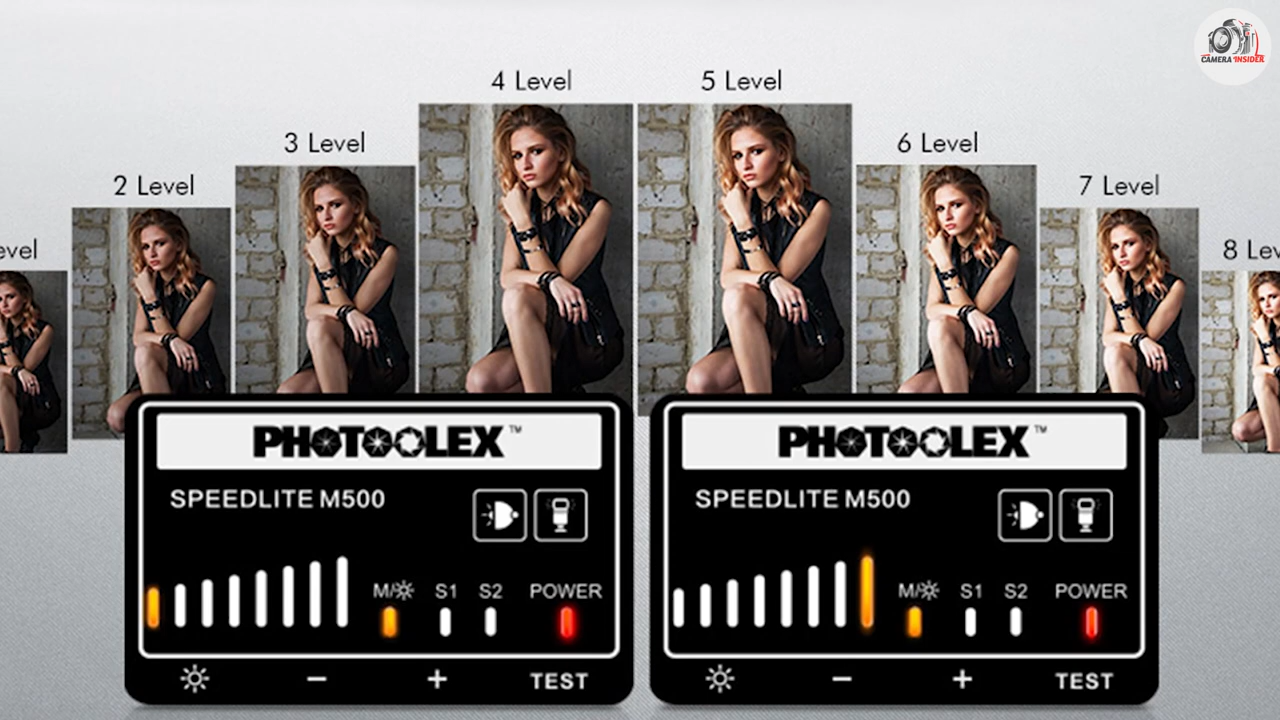 CAMERA INSIDER
4 Level
5 Level
3 Level
6 Level
2 Level
7 Level
evel
8 Lev
PHOTOOLEX™
SPEEDLITE M500
M/
S1
S2
POWER
− +
TEST
PHOTOOLEX™
SPEEDLITE M500
M/
S1
S2
POWER
− +
TEST